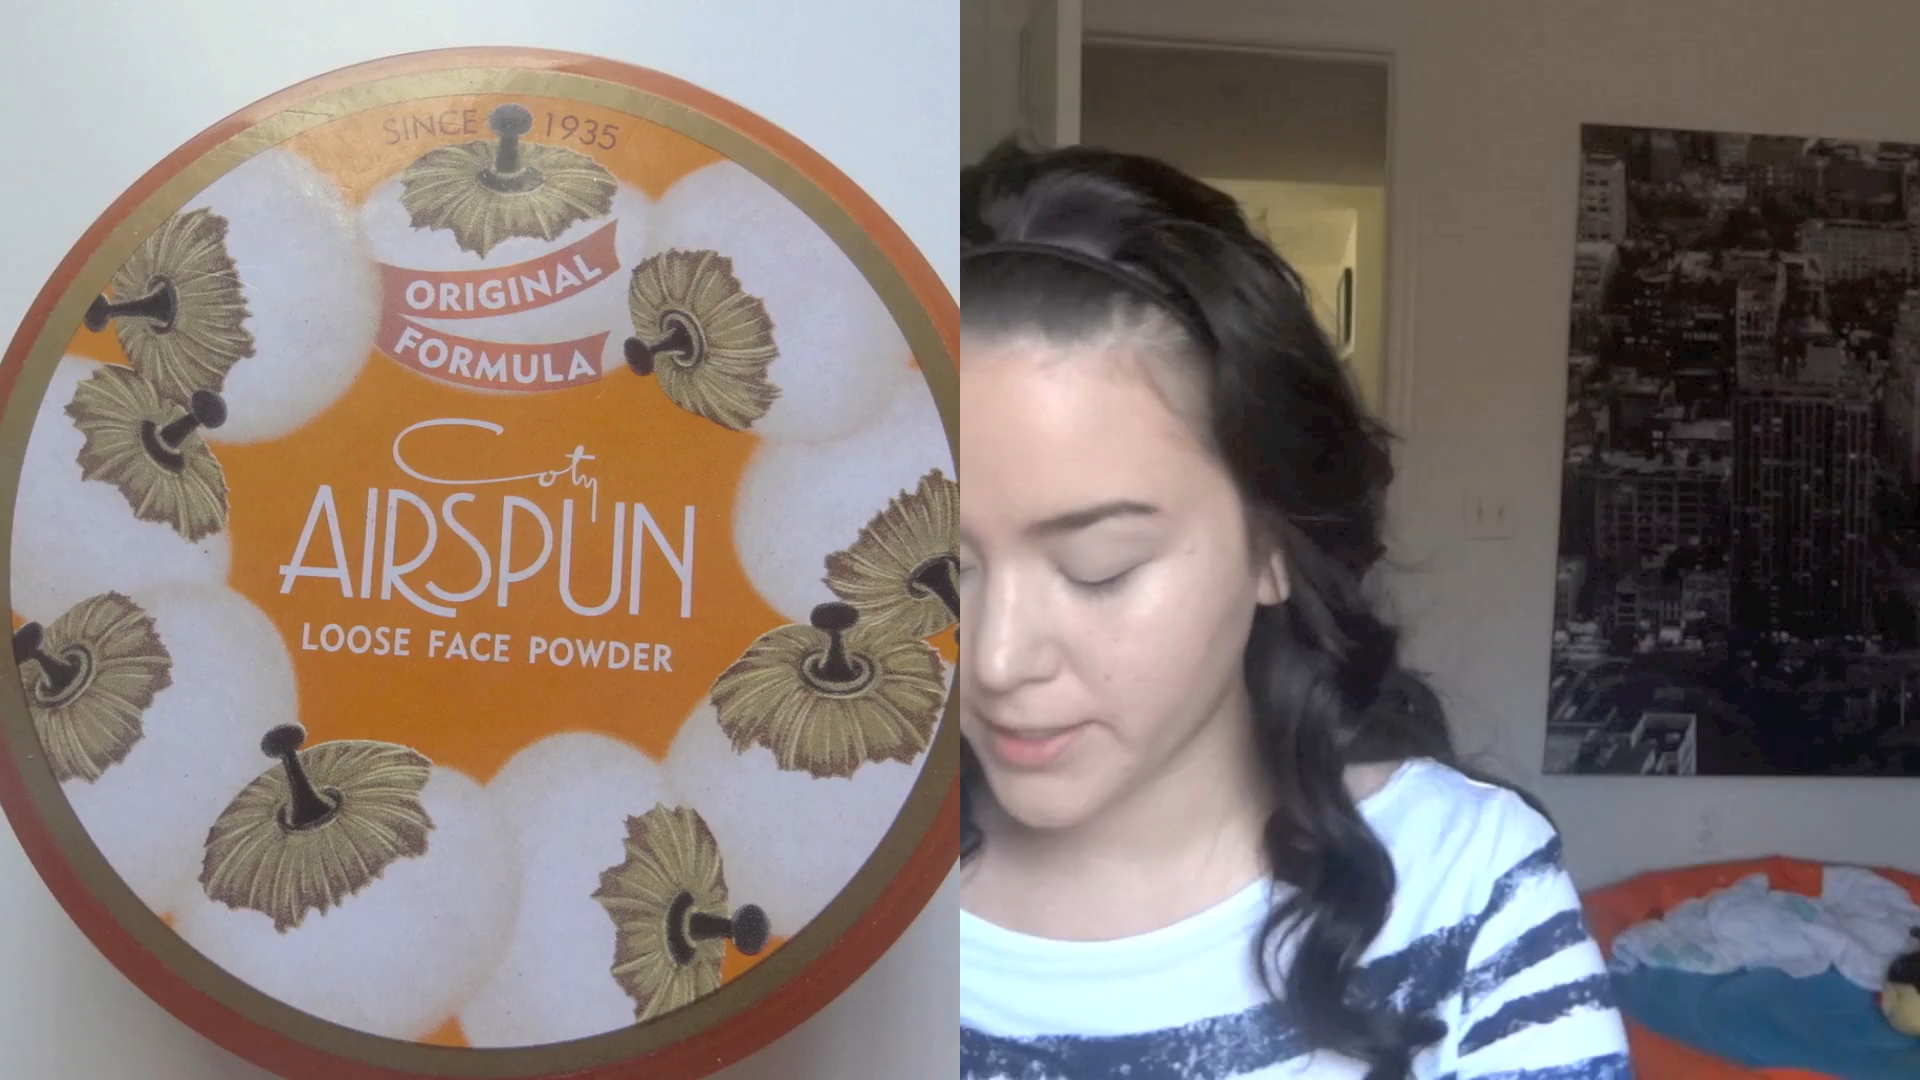 SINCE 1935
ORIGINAL
FORMULA
Coty
AIRSPUN
LOOSE FACE POWDER